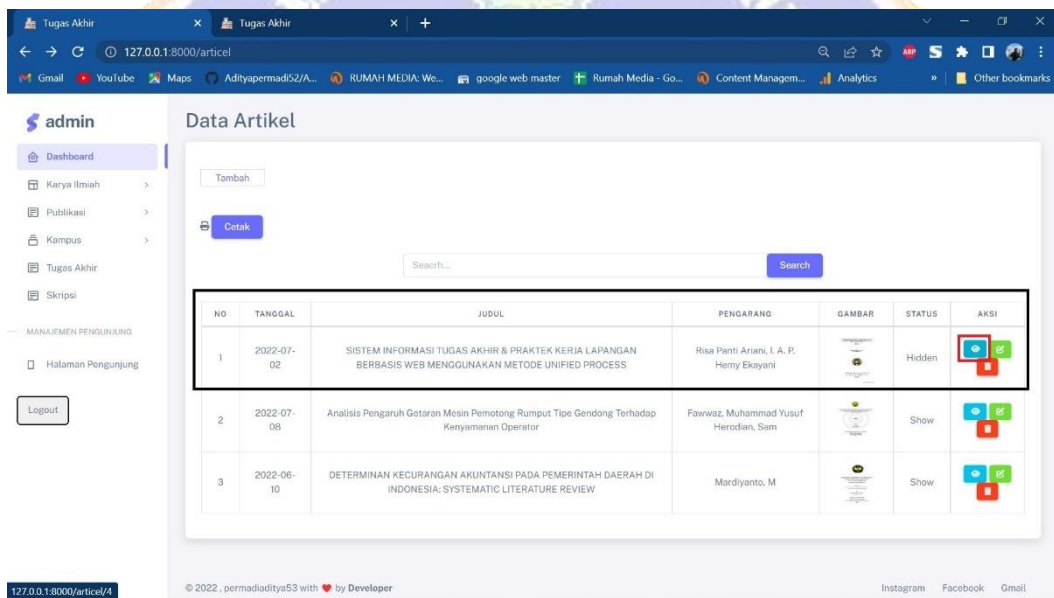 Tugas Akhir
Tugas Akhir
127.0.0.1:8000/articel
ABP
Gmail YouTube Maps Adityapermadi52/A... RUMAH MEDIA: We... google web master Rumah Media - Go... Content Managem... Analytics » Other bookmarks
admin
Dashboard
Karya Ilmiah
Publikasi
Kampus
Tugas Akhir
Skripsi
MANAJEMEN PENGUNJUNG
Halaman Pengunjung
Logout
Data Artikel
Tambah
Cetak
Seacrh...
Search
NO TANGGAL JUDUL PENGARANG GAMBAR STATUS AKSI
1 2022-07-02 SISTEM INFORMASI TUGAS AKHIR & PRAKTEK KERJA LAPANGAN Risa Panti Ariani, I. A. P. Hidden
BERBASIS WEB MENGGUNAKAN METODE UNIFIED PROCESS Hemy Ekayani
2 2022-07-08 Analisis Pengaruh Getaran Mesin Pemotong Rumput Tipe Gendong Terhadap Fawwaz, Muhammad Yusuf Show
Kenyamanan Operator Herodian, Sam
3 2022-06-10 DETERMINAN KECURANGAN AKUNTANSI PADA PEMERINTAH DAERAH DI Mardiyanto, M Show
INDONESIA: SYSTEMATIC LITERATURE REVIEW
© 2022 , permadiaditya53 with ❤ by Developer
Instagram Facebook Gmail
127.0.0.1:8000/articel/4